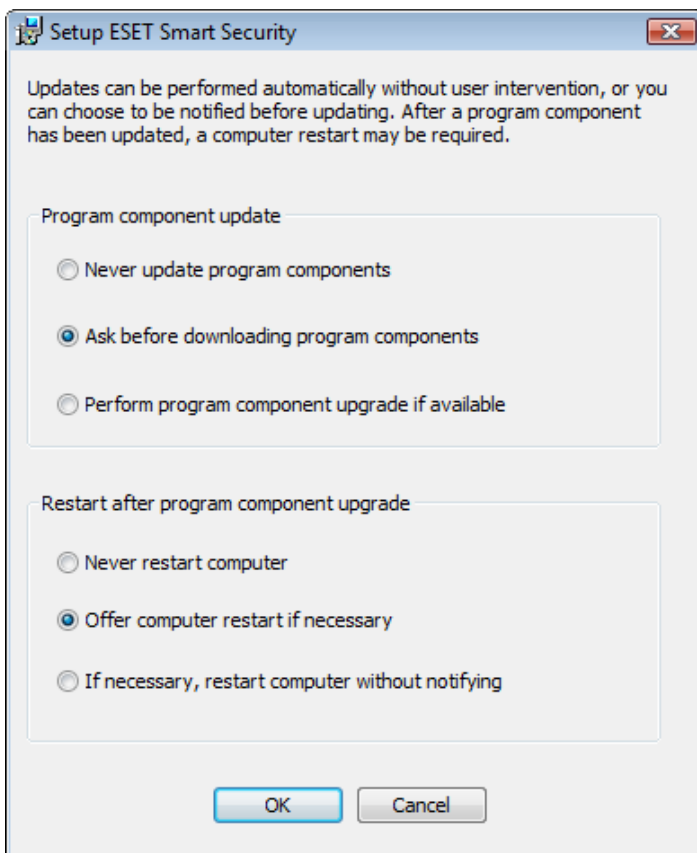 Setup ESET Smart Security
Updates can be performed automatically without user intervention, or you
can choose to be notified before updating. After a program component
has been updated, a computer restart may be required.
Program component update
Never update program components
Ask before downloading program components
Perform program component upgrade if available
Restart after program component upgrade
Never restart computer
Offer computer restart if necessary
If necessary, restart computer without notifying
OK
Cancel